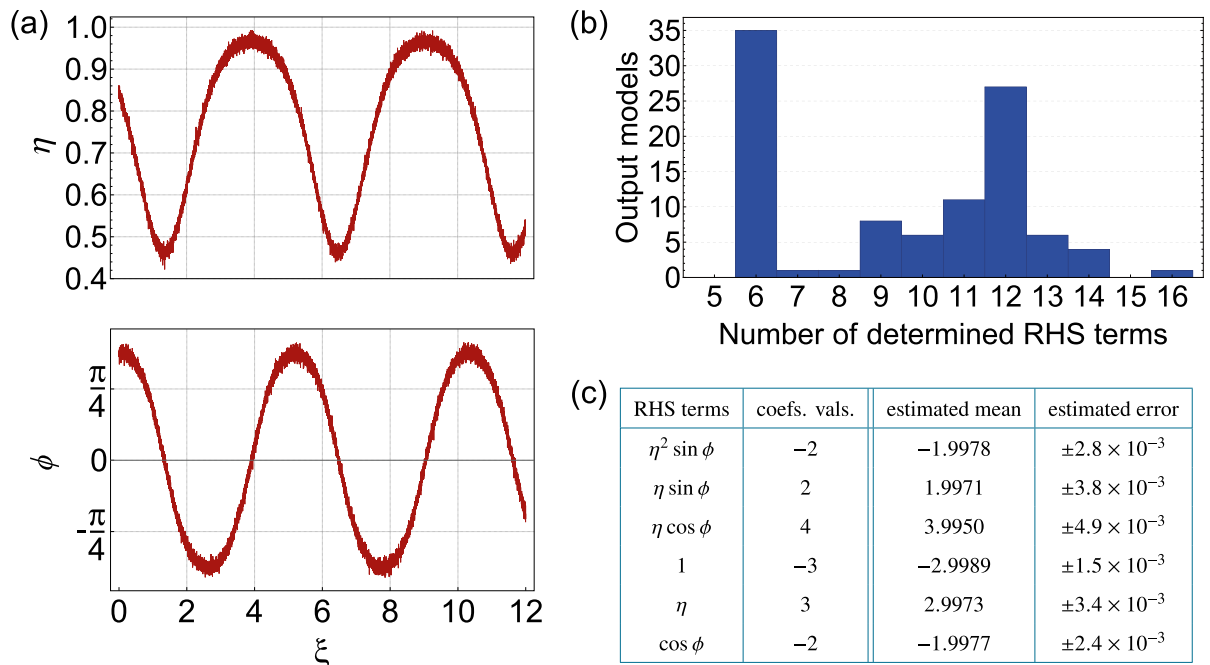 (a)
1.0
0.9
0.8
0.7
0.6
0.5
0.4
η
π/4
0
-π/4
ϕ
0 2 4 6 8 10 12
ξ
(b)
35
30
25
20
15
10
5
0
Output models
5 6 7 8 9 10 11 12 13 14 15 16
Number of determined RHS terms
(c)
RHS terms coefs. vals. estimated mean estimated error
η² sin ϕ −2 −1.9978 ±2.8 × 10⁻³
η sin ϕ 2 1.9971 ±3.8 × 10⁻³
η cos ϕ 4 3.9950 ±4.9 × 10⁻³
1 −3 −2.9989 ±1.5 × 10⁻³
η 3 2.9973 ±3.4 × 10⁻³
cos ϕ −2 −1.9977 ±2.4 × 10⁻³